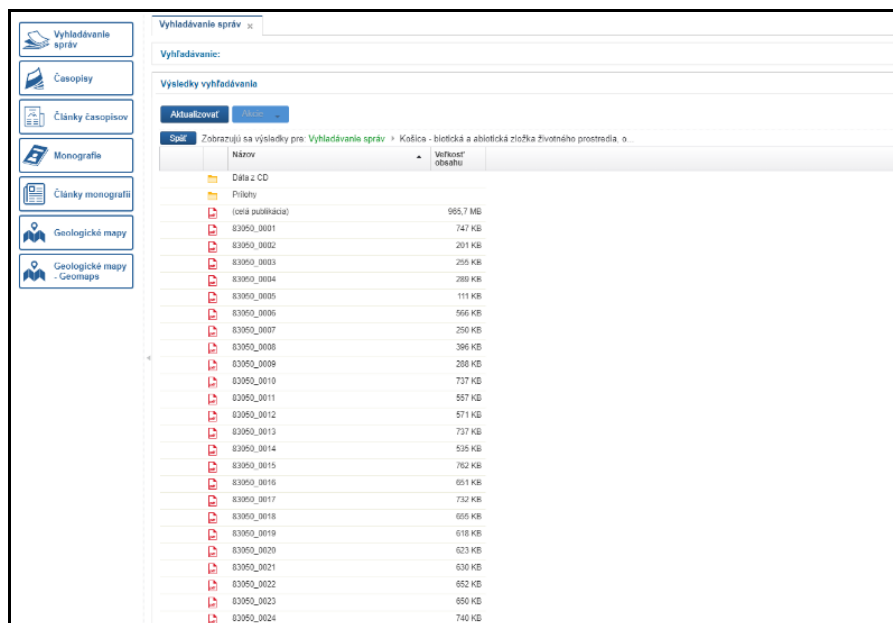 Vyhľadávanie
správ
Časopisy
Články časopisov
Monografie
Články monografií
Geologické mapy
Geologické mapy
- Geomaps
Vyhľadávanie správ
Vyhľadávanie:
Výsledky vyhľadávania
Aktualizovať
Akcie
Späť Zobrazujú sa výsledky pre: Vyhľadávanie správ Košice - biotická a abiotická zložka životného prostredia, o...
Názov Veľkosť
obsahu
Dáta z CD
Prílohy
(celá publikácia) 965,7 MB
83050_0001 747 KB
83050_0002 201 KB
83050_0003 255 KB
83050_0004 289 KB
83050_0005 111 KB
83050_0006 566 KB
83050_0007 250 KB
83050_0008 396 KB
83050_0009 288 KB
83050_0010 737 KB
83050_0011 557 KB
83050_0012 571 KB
83050_0013 737 KB
83050_0014 535 KB
83050_0015 762 KB
83050_0016 651 KB
83050_0017 732 KB
83050_0018 655 KB
83050_0019 618 KB
83050_0020 623 KB
83050_0021 630 KB
83050_0022 652 KB
83050_0023 650 KB
83050_0024 740 KB